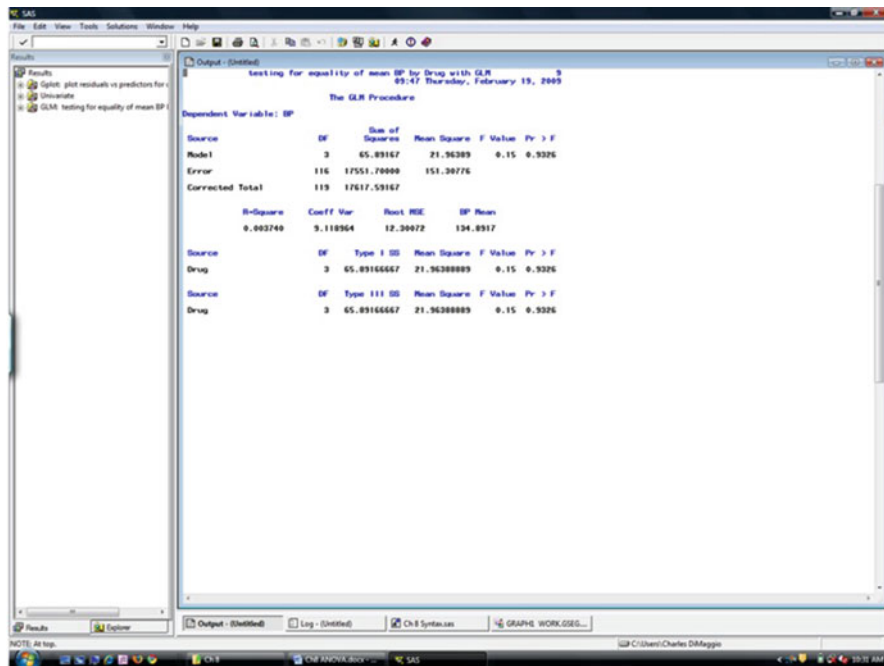 SAS
File Edit View Tools Solutions Window Help
Results
Output - (Untitled)
Results
Gplot: plot residuals vs predictors for
Univariate
GLM: testing for equality of mean BP
testing for equality of mean BP by Drug with GLM 9
09:47 Thursday, February 19, 2009
The GLM Procedure
Dependent Variable: BP
Sum of
Source DF Squares Mean Square F Value Pr > F
Model 3 65.89167 21.96389 0.15 0.9326
Error 116 17551.70000 151.30776
Corrected Total 119 17617.59167
R-Square Coeff Var Root MSE BP Mean
0.003740 9.118964 12.30072 134.8917
Source DF Type I SS Mean Square F Value Pr > F
Drug 3 65.89166667 21.96388889 0.15 0.9326
Source DF Type III SS Mean Square F Value Pr > F
Drug 3 65.89166667 21.96388889 0.15 0.9326
Results Explorer
Output - (Untitled) Log - (Untitled) Ch 8 Syntax.sas GRAPH1 WORK.GSEG...
NOTE: At top.
C:\Users\Charles DiMaggio
Ch 8 Ch8 ANOVA.docx - ... SAS 10:31 AM